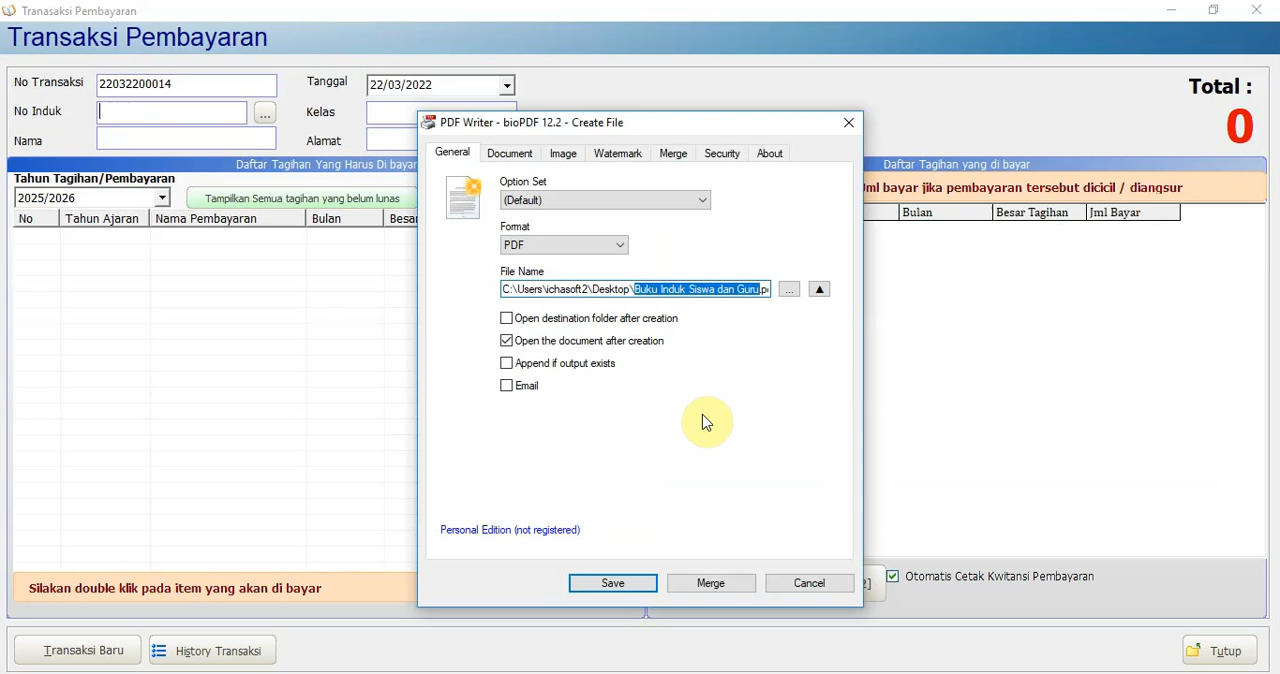 Tranasaksi Pembayaran
Transaksi Pembayaran
No Transaksi 22032200014 Tanggal 22/03/2022 Total :
No Induk ... Kelas 0
Nama Alamat
PDF Writer - bioPDF 12.2 - Create File
General Document Image Watermark Merge Security About
Option Set
(Default)
Format
PDF
File Name
C:\Users\ichasoft2\Desktop\Buku Induk Siswa dan Guru ...
Open destination folder after creation
Open the document after creation
Append if output exists
Email
Personal Edition (not registered)
Save Merge Cancel
Daftar Tagihan Yang Harus Di bayar
Tahun Tagihan/Pembayaran
2025/2026 Tampilkan Semua tagihan yang belum lunas
No Tahun Ajaran Nama Pembayaran Bulan
Silakan double klik pada item yang akan di bayar
Daftar Tagihan yang di bayar
bayar jika pembayaran tersebut dicicil / diangsur
Bulan Besar Tagihan Jml Bayar
Otomatis Cetak Kwitansi Pembayaran
Transaksi Baru History Transaksi Tutup